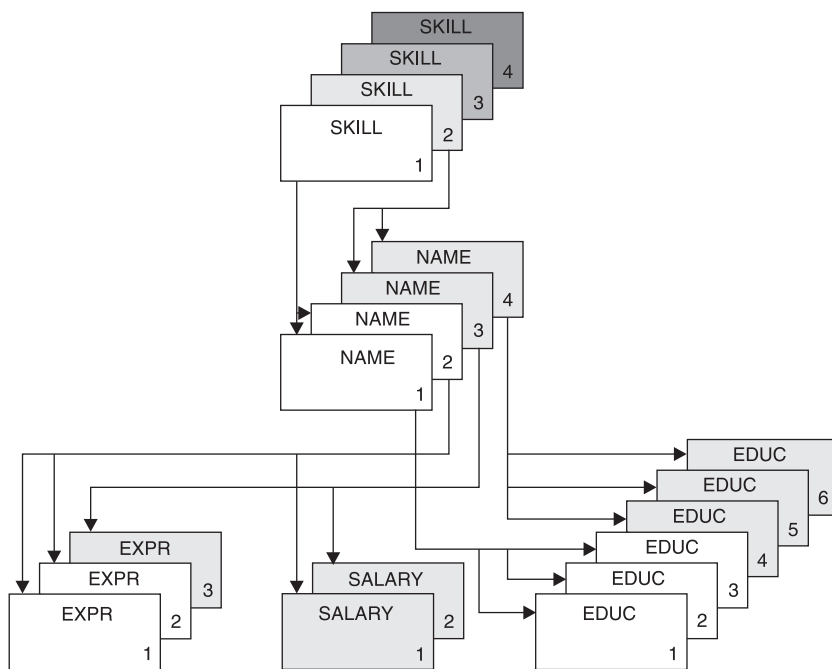 SKILL
4
SKILL
3
SKILL
2
SKILL
1
NAME
4
NAME
3
NAME
2
NAME
1
EDUC
6
EDUC
5
EDUC
4
EDUC
3
EDUC
2
EDUC
1
EXPR
3
EXPR
2
EXPR
1
SALARY
2
SALARY
1